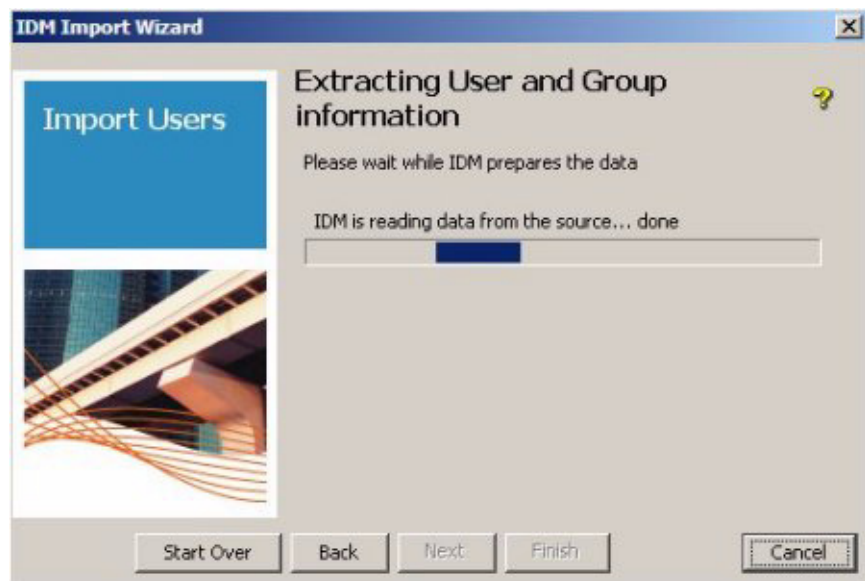 IDM Import Wizard
Import Users
Extracting User and Group
information
Please wait while IDM prepares the data
IDM is reading data from the source... done
Start Over
Back
Next
Finish
Cancel